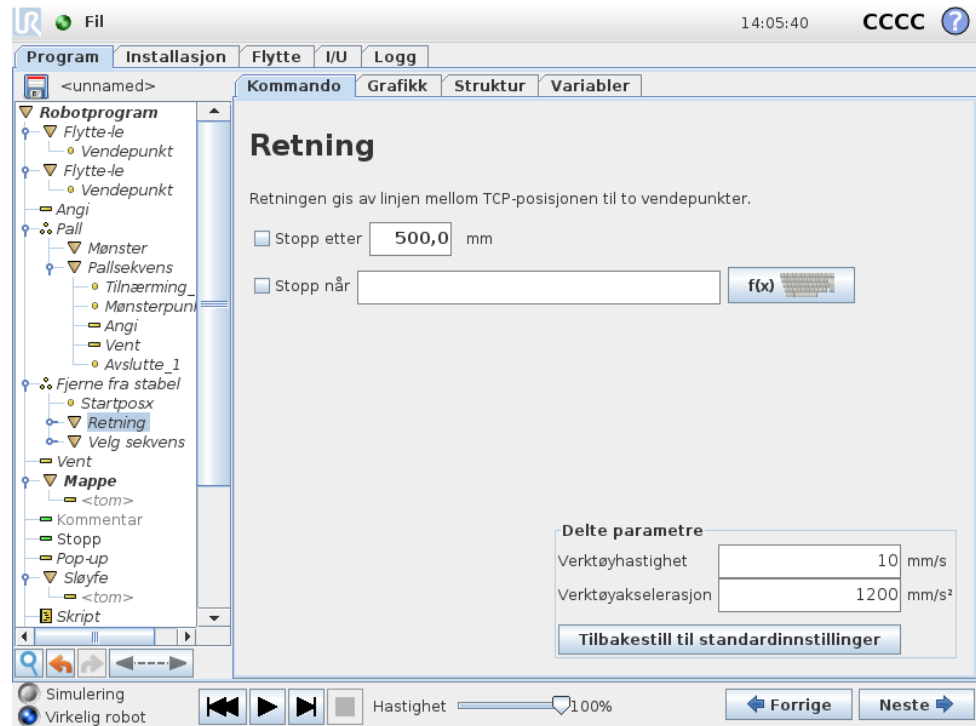 UR Fil 14:05:40 CCCC ?
Program Installasjon Flytte I/U Logg
<unnamed>
Kommando Grafikk Struktur Variabler
Robotprogram
Flytte-le
Vendepunkt
Flytte-le
Vendepunkt
Angi
Pall
Mønster
Pallsekvens
Tilnærming_
Mønsterpun
Angi
Vent
Avslutte_1
Fjerne fra stabel
Startposx
Retning
Velg sekvens
Vent
Mappe
<tom>
Kommentar
Stopp
Pop-up
Sløyfe
<tom>
Skript
Retning
Retningen gis av linjen mellom TCP-posisjonen til to vendepunkter.
Stopp etter 500,0 mm
Stopp når f(x)
Delte parametre
Verktøyhastighet 10 mm/s
Verktøyakselerasjon 1200 mm/s²
Tilbakestill til standardinnstillinger
Simulering
Virkelig robot
Hastighet 100%
Forrige Neste